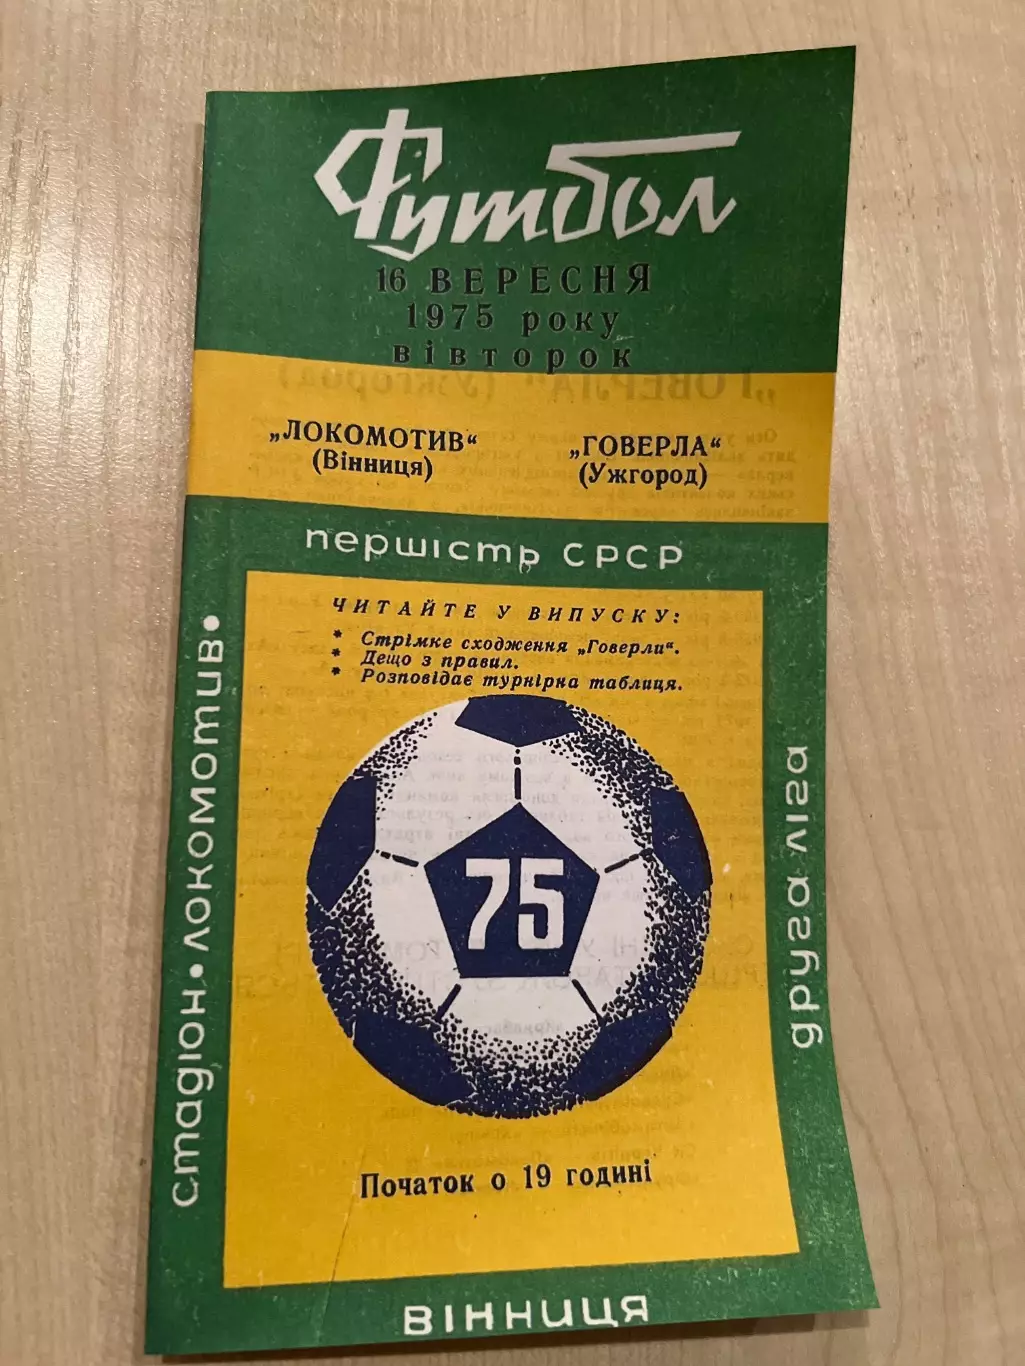 Футбол
16 ВЕРЕСНЯ
1975 року
вівторок
„ЛОКОМОТИВ“
(Вінниця)
„ГОВЕРЛА“
(Ужгород)
першість СРСР
ЧИТАЙТЕ У ВИПУСКУ:
* Стрімке сходження „Говерли“.
* Дещо з правил.
* Розповідає турнірна таблиця.
стадіон • ЛОКОМОТИВ •
друга ліга
75
Початок о 19 годині
ВІННИЦЯ